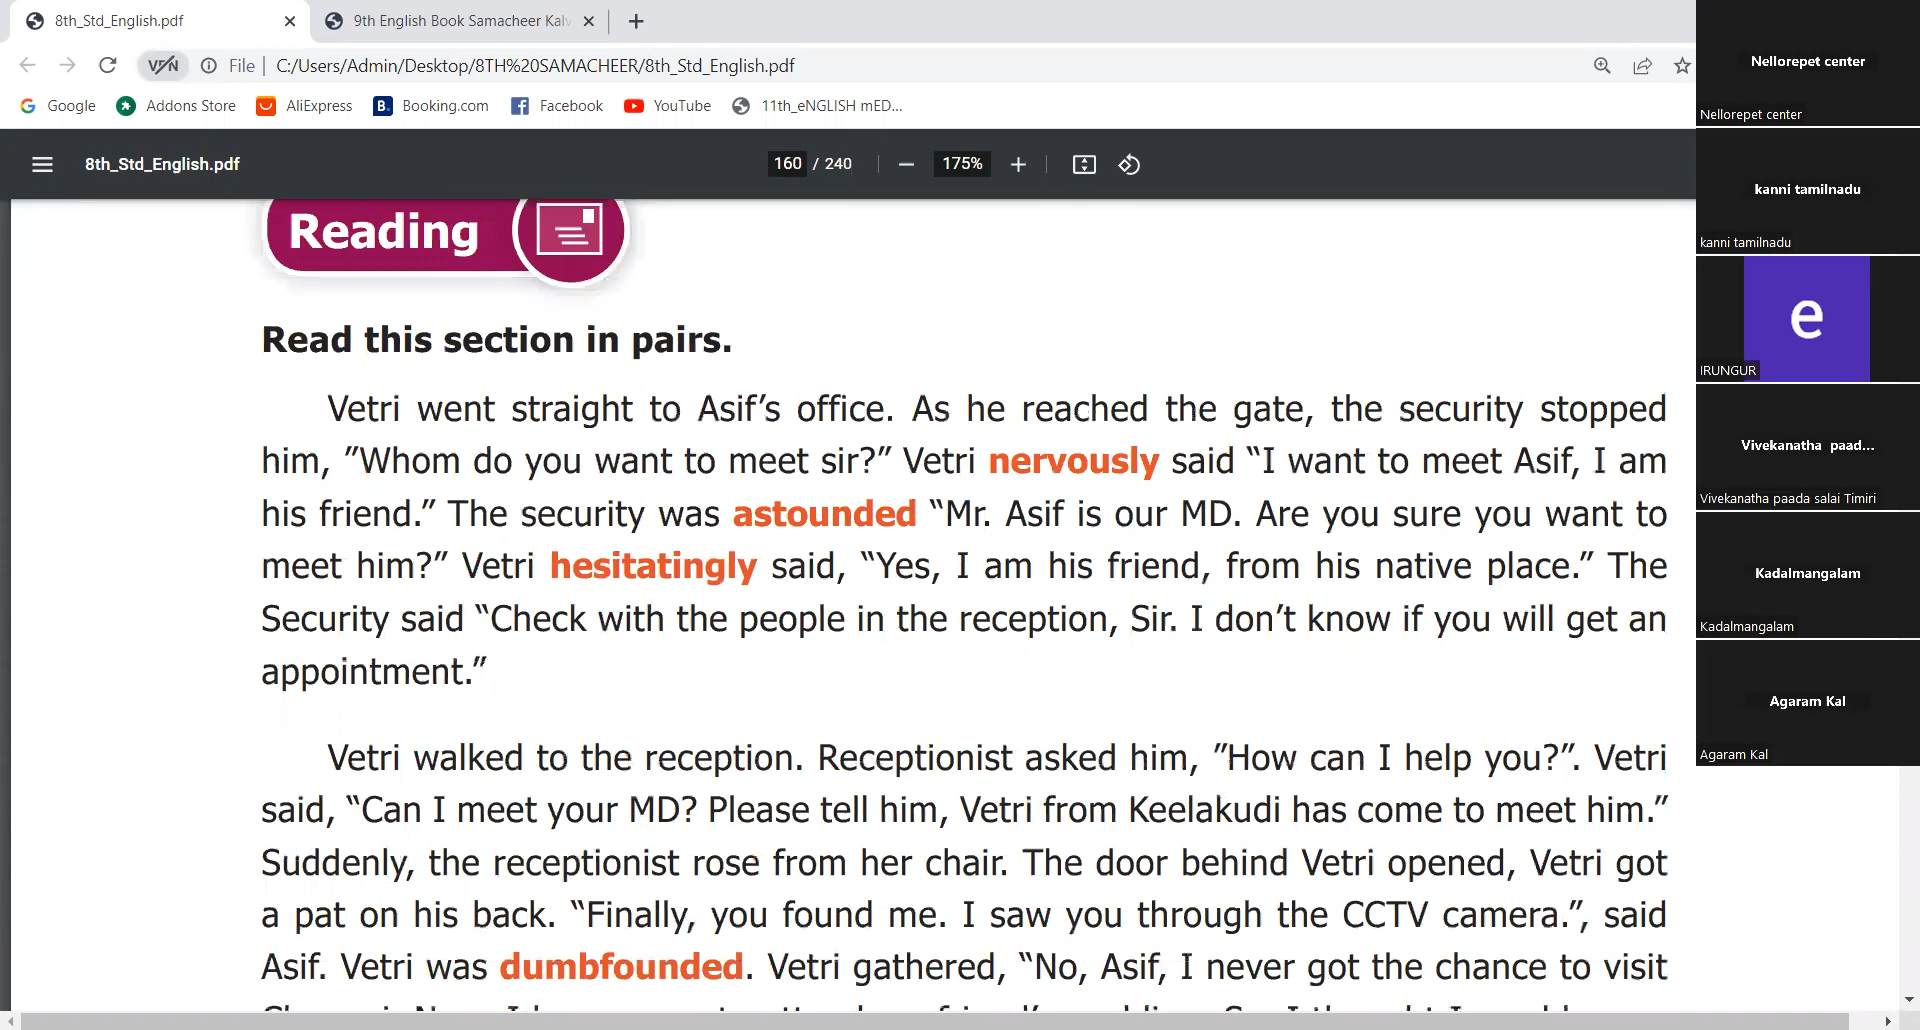 8th_Std_English.pdf
9th English Book Samacheer Kalv
VPN
File
C:/Users/Admin/Desktop/8TH%20SAMACHEER/8th_Std_English.pdf
Google
Addons Store
AliExpress
B.
Booking.com
Facebook
YouTube
11th_eNGLISH mED...
8th_Std_English.pdf
160 / 240
175%
Reading
Read this section in pairs.
Vetri went straight to Asif’s office. As he reached the gate, the security stopped
him, ”Whom do you want to meet sir?” Vetri nervously said “I want to meet Asif, I am
his friend.” The security was astounded “Mr. Asif is our MD. Are you sure you want to
meet him?” Vetri hesitatingly said, “Yes, I am his friend, from his native place.” The
Security said “Check with the people in the reception, Sir. I don’t know if you will get an
appointment.”
Vetri walked to the reception. Receptionist asked him, ”How can I help you?”. Vetri
said, “Can I meet your MD? Please tell him, Vetri from Keelakudi has come to meet him.”
Suddenly, the receptionist rose from her chair. The door behind Vetri opened, Vetri got
a pat on his back. “Finally, you found me. I saw you through the CCTV camera.”, said
Asif. Vetri was dumbfounded. Vetri gathered, “No, Asif, I never got the chance to visit
Nellorepet center
Nellorepet center
kanni tamilnadu
kanni tamilnadu
e
IRUNGUR
Vivekanatha paad...
Vivekanatha paada salai Timiri
Kadalmangalam
Kadalmangalam
Agaram Kal
Agaram Kal